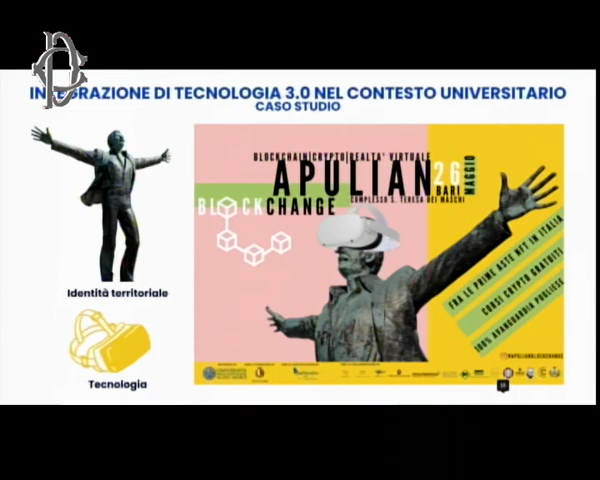 INTEGRAZIONE DI TECNOLOGIA 3.0 NEL CONTESTO UNIVERSITARIO
CASO STUDIO
BLOCKCHAIN|CRYPTO|REALTA' VIRTUALE
APULIAN
26
BARI
MAGGIO
COMPLESSO S. TERESA DEI MASCHI
BLOCKCHANGE
FRA LE PRIME ASTE NFT IN ITALIA
CORSI CRYPTO GRATUITI
100% AVANGUARDIA PUGLIESE
@APULIANBLOCKCHANGE
Identità territoriale
Tecnologia